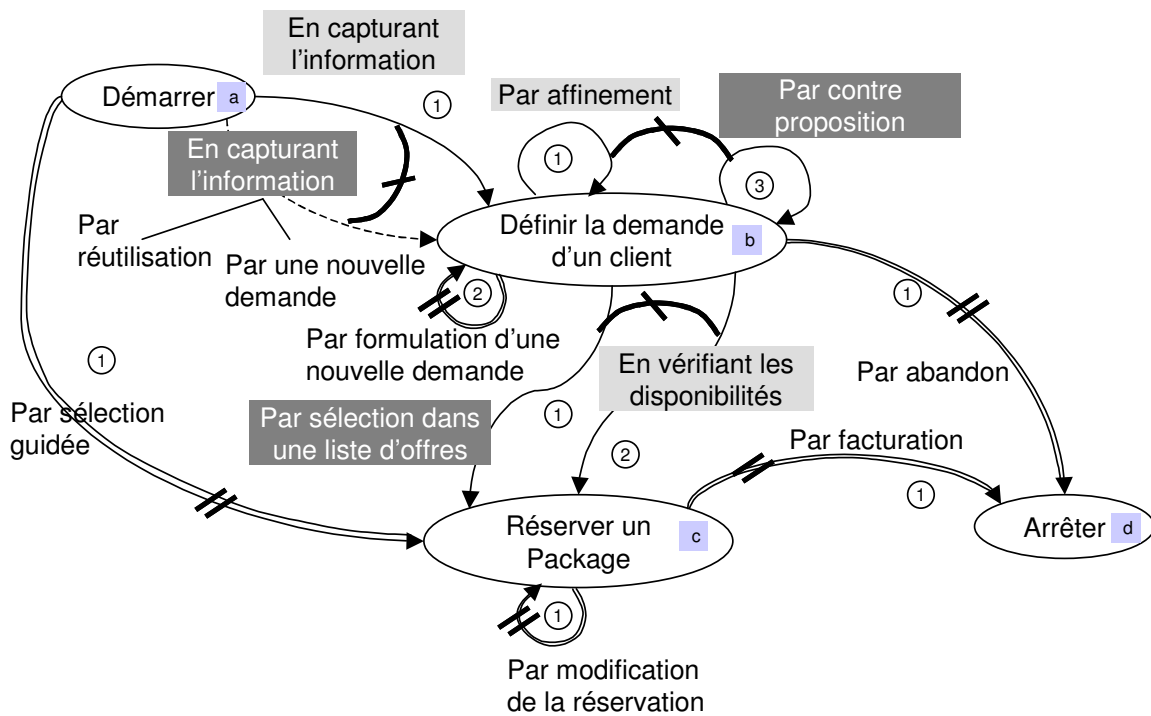 En capturant
l'information
Démarrer
a
1
Par affinement
Par contre
proposition
En capturant
l'information
1
3
Par
réutilisation
Par une nouvelle
demande
Définir la demande
d'un client
b
2
1
Par formulation d'une
nouvelle demande
En vérifiant les
disponibilités
Par abandon
1
Par sélection
guidée
Par sélection dans
une liste d'offres
1
2
Par facturation
1
Réserver un
Package
c
Arrêter
d
1
Par modification
de la réservation